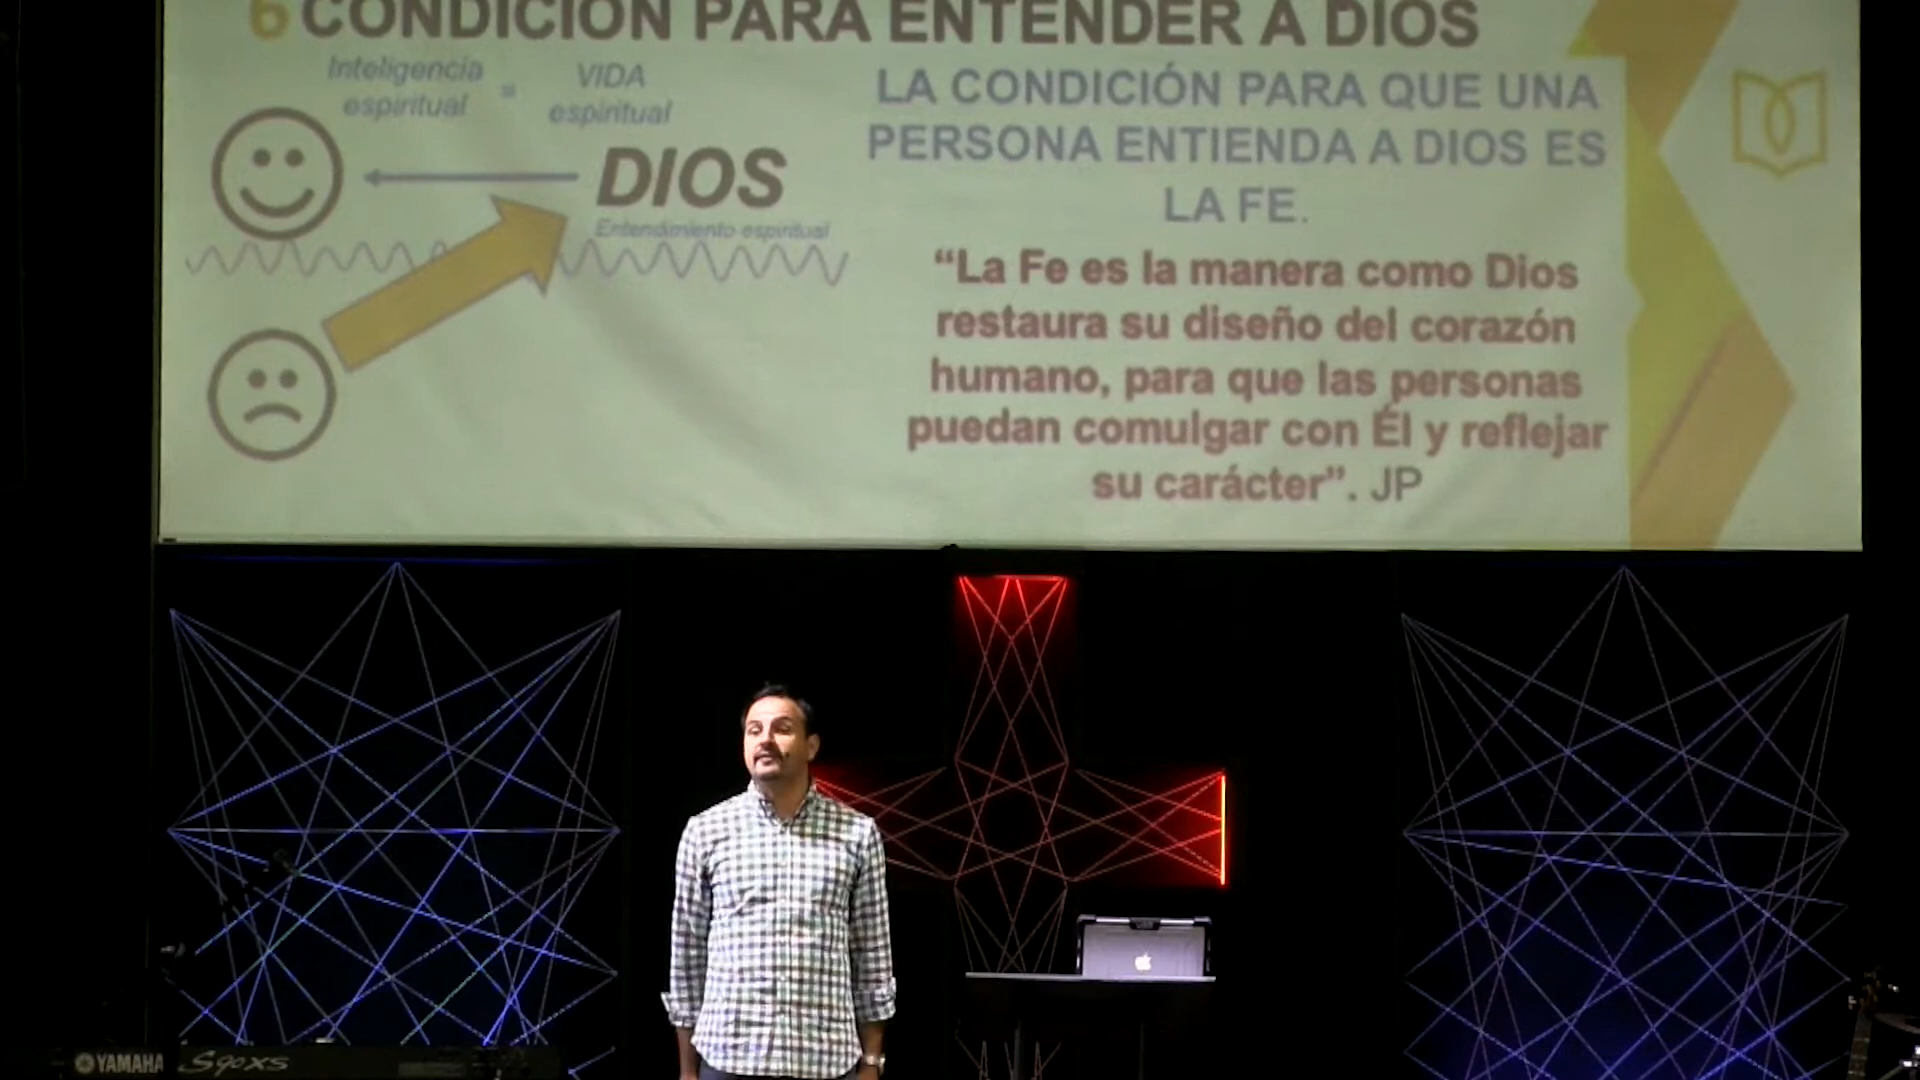 6 CONDICIÓN PARA ENTENDER A DIOS
Inteligencia
espiritual
=
VIDA
espiritual
DIOS
Entendimiento espiritual
LA CONDICIÓN PARA QUE UNA
PERSONA ENTIENDA A DIOS ES
LA FE.
“La Fe es la manera como Dios
restaura su diseño del corazón
humano, para que las personas
puedan comulgar con Él y reflejar
su carácter”. JP
YAMAHA S90XS